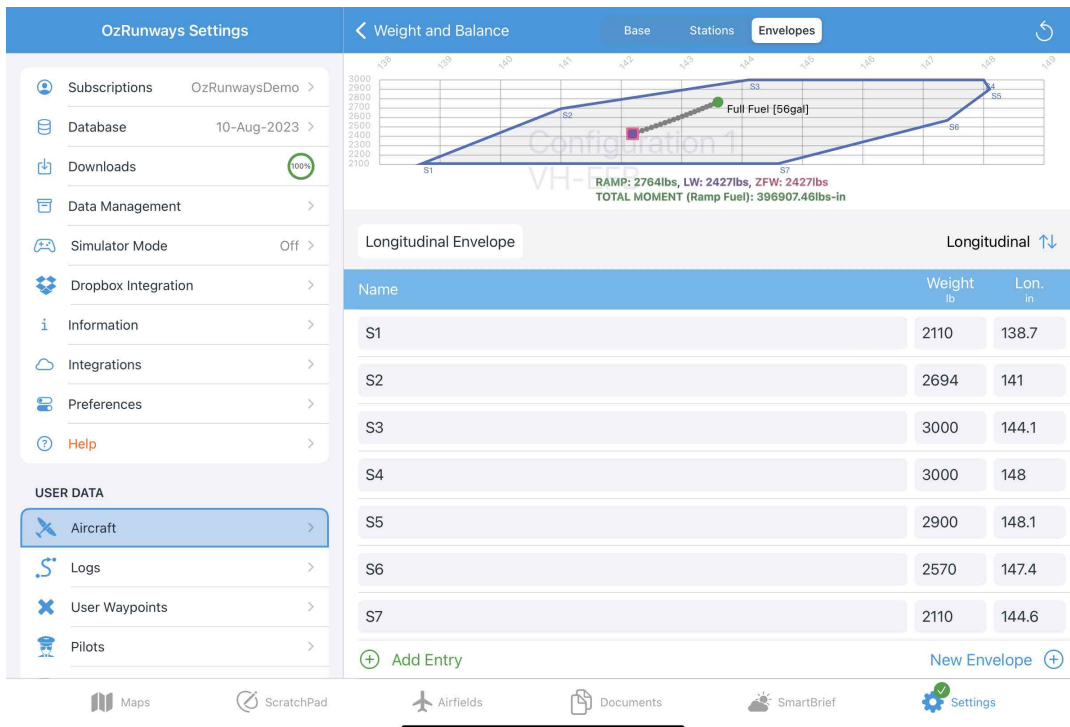 OzRunways Settings
Weight and Balance
Base
Stations
Envelopes
Subscriptions OzRunwaysDemo
Database 10-Aug-2023
Downloads 100%
Data Management
Simulator Mode Off
Dropbox Integration
Information
Integrations
Preferences
Help
USER DATA
Aircraft
Logs
User Waypoints
Pilots
138 139 140 141 142 143 144 145 146 147 148 149
3000
2900
2800
2700
2600
2500
2400
2300
2200
2100
S1
S2
S3
S4
S5
S6
S7
Full Fuel [56gal]
Configuration 1
VH-EFB
RAMP: 2764lbs, LW: 2427lbs, ZFW: 2427lbs
TOTAL MOMENT (Ramp Fuel): 396907.46lbs-in
Longitudinal Envelope
Longitudinal
Name Weight lb Lon. in
S1 2110 138.7
S2 2694 141
S3 3000 144.1
S4 3000 148
S5 2900 148.1
S6 2570 147.4
S7 2110 144.6
Add Entry
New Envelope
Maps
ScratchPad
Airfields
Documents
SmartBrief
Settings